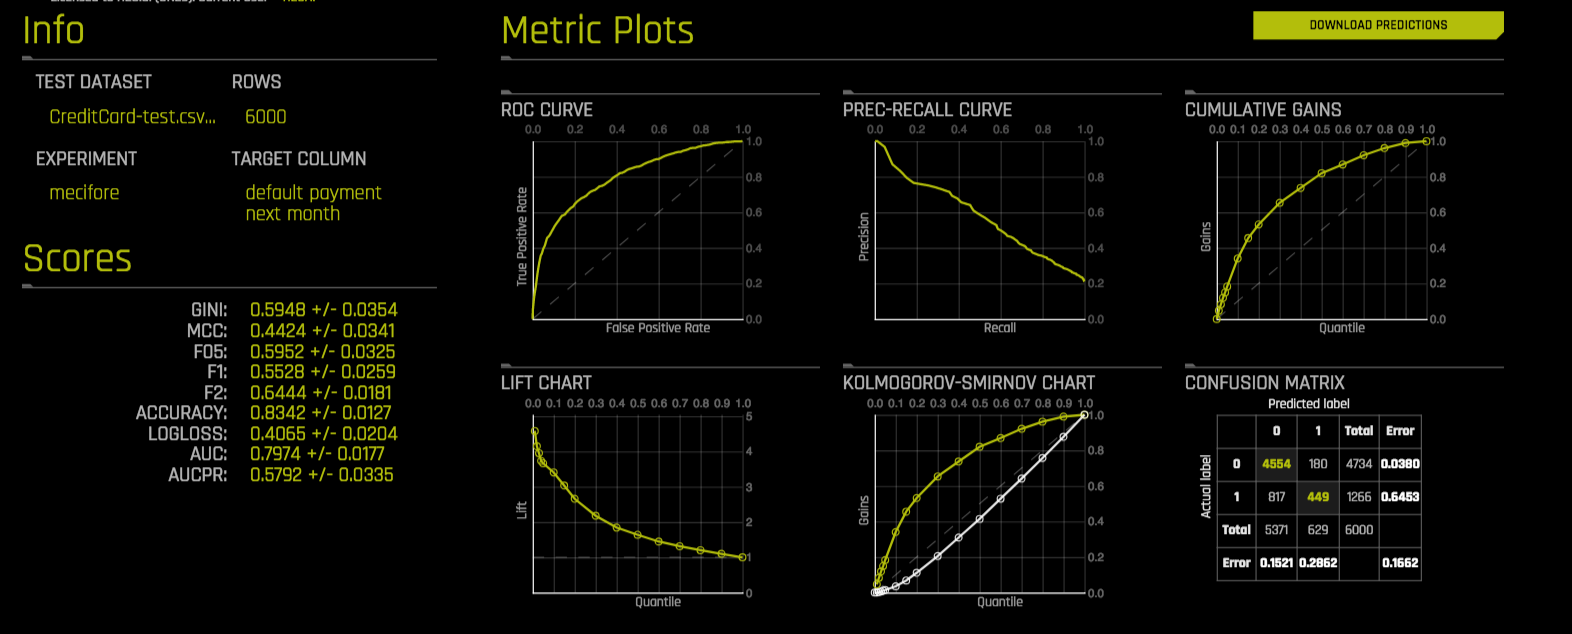 Info
TEST DATASET ROWS
CreditCard-test.csv... 6000
EXPERIMENT TARGET COLUMN
mecifore default payment
next month
Scores
GINI: 0.5948 +/- 0.0354
MCC: 0.4424 +/- 0.0341
F05: 0.5952 +/- 0.0325
F1: 0.5528 +/- 0.0259
F2: 0.6444 +/- 0.0181
ACCURACY: 0.8342 +/- 0.0127
LOGLOSS: 0.4065 +/- 0.0204
AUC: 0.7974 +/- 0.0177
AUCPR: 0.5792 +/- 0.0335
Metric Plots
DOWNLOAD PREDICTIONS
ROC CURVE
0.0 0.2 0.4 0.6 0.8 1.0
1.0
0.8
0.6
0.4
0.2
0.0
True Positive Rate
False Positive Rate
PREC-RECALL CURVE
0.0 0.2 0.4 0.6 0.8 1.0
1.0
0.8
0.6
0.4
0.2
0.0
Precision
Recall
CUMULATIVE GAINS
0.0 0.1 0.2 0.3 0.4 0.5 0.6 0.7 0.8 0.9 1.0
1.0
0.8
0.6
0.4
0.2
0.0
Gains
Quantile
LIFT CHART
0.0 0.1 0.2 0.3 0.4 0.5 0.6 0.7 0.8 0.9 1.0
5
4
3
2
1
0
Lift
Quantile
KOLMOGOROV-SMIRNOV CHART
0.0 0.1 0.2 0.3 0.4 0.5 0.6 0.7 0.8 0.9 1.0
1.0
0.8
0.6
0.4
0.2
0.0
Gains
Quantile
CONFUSION MATRIX
Predicted label
Actual label
0 1 Total Error
0 4554 180 4734 0.0380
1 817 449 1266 0.6453
Total 5371 629 6000
Error 0.1521 0.2862 0.1662